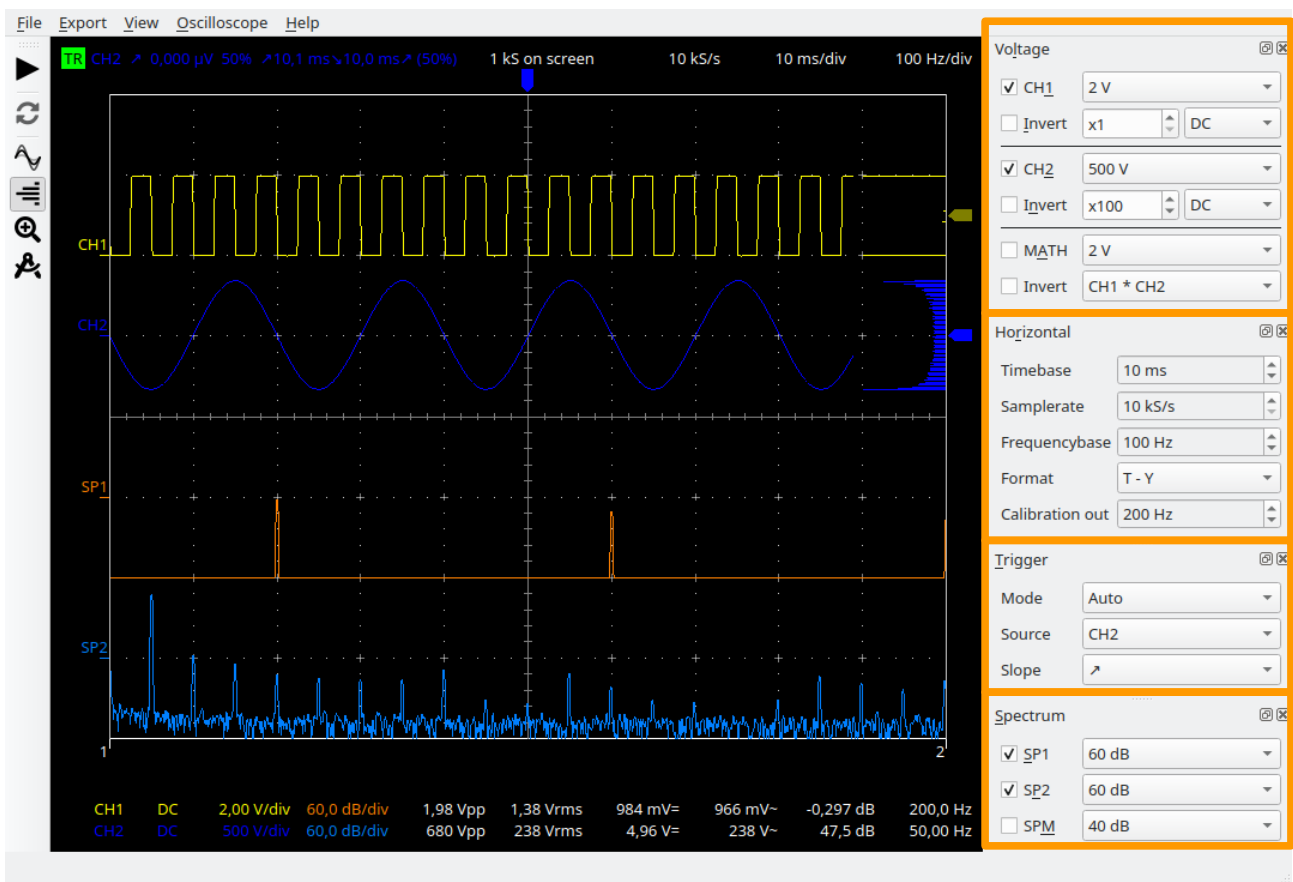 File Export View Oscilloscope Help
TR CH2 ↗ 0,000 µV 50% ↗10,1 ms↘10,0 ms↗ (50%) 1 kS on screen 10 kS/s 10 ms/div 100 Hz/div
CH1
CH2
SP1
SP2
1 2
CH1 DC 2,00 V/div 60,0 dB/div 1,98 Vpp 1,38 Vrms 984 mV= 966 mV~ -0,297 dB 200,0 Hz
CH2 DC 500 V/div 60,0 dB/div 680 Vpp 238 Vrms 4,96 V= 238 V~ 47,5 dB 50,00 Hz
Voltage
CH1 2 V
Invert x1 DC
CH2 500 V
Invert x100 DC
MATH 2 V
Invert CH1 * CH2
Horizontal
Timebase 10 ms
Samplerate 10 kS/s
Frequencybase 100 Hz
Format T - Y
Calibration out 200 Hz
Trigger
Mode Auto
Source CH2
Slope ↗
Spectrum
SP1 60 dB
SP2 60 dB
SPM 40 dB